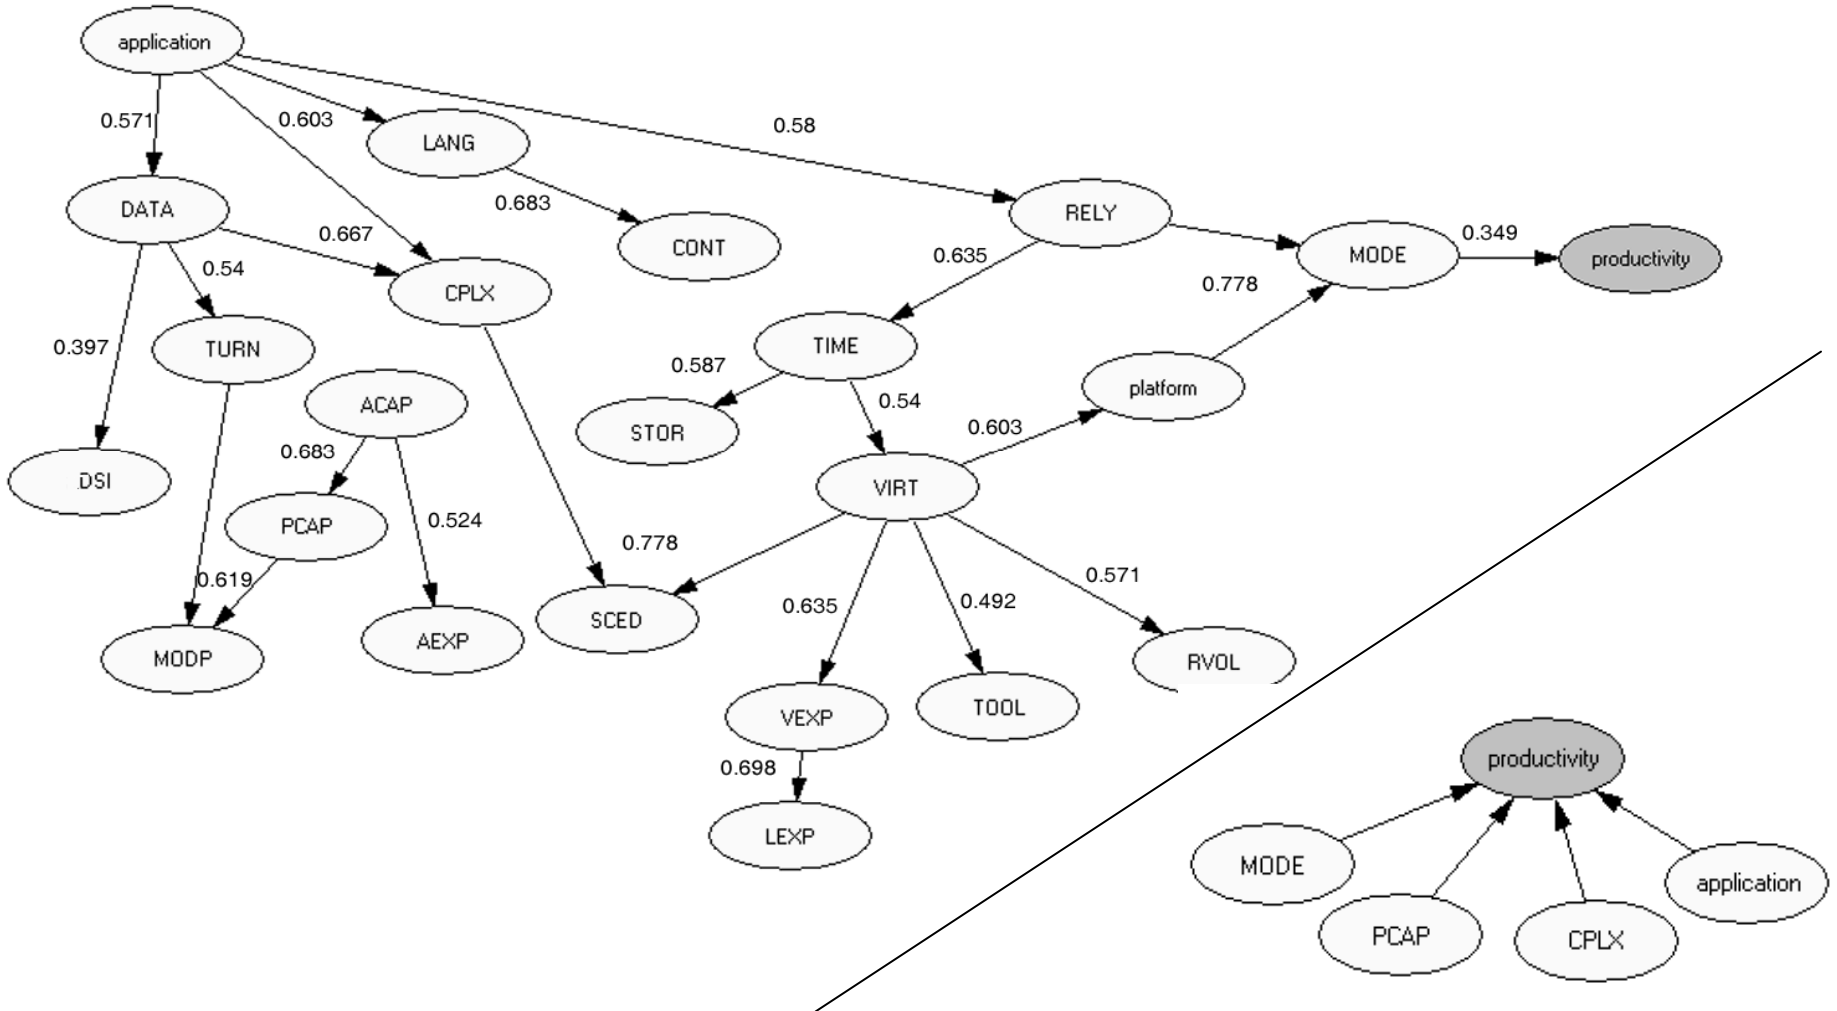 application
0.571
0.603
0.58
LANG
DATA
0.683
RELY
0.667
CONT
MODE
0.349
productivity
0.54
0.635
CPLX
0.778
0.397
TURN
TIME
0.587
platform
ACAP
0.54
STOR
0.603
0.683
DSI
VIRT
PCAP
0.524
0.778
0.619
0.571
0.635
0.492
SCED
MODP
AEXP
RVOL
VEXP
TOOL
0.698
LEXP
productivity
MODE
application
PCAP
CPLX